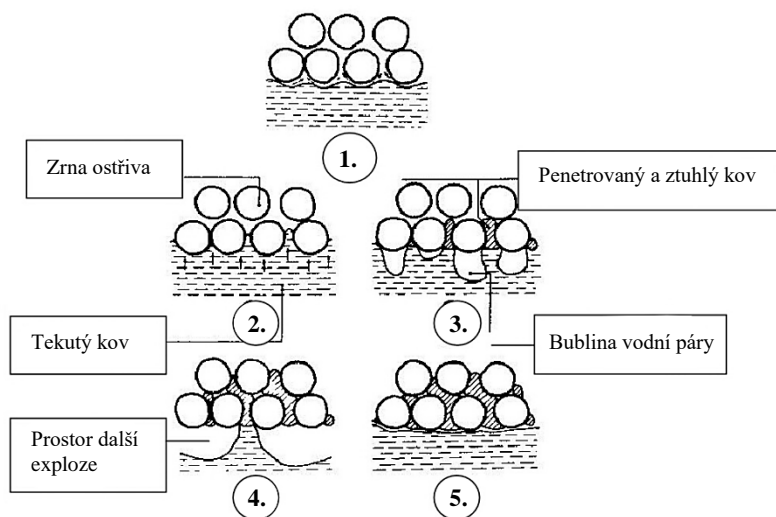 1.
Zrna ostřiva
Penetrovaný a ztuhlý kov
2.
3.
Tekutý kov
Bublina vodní páry
Prostor další
exploze
4.
5.